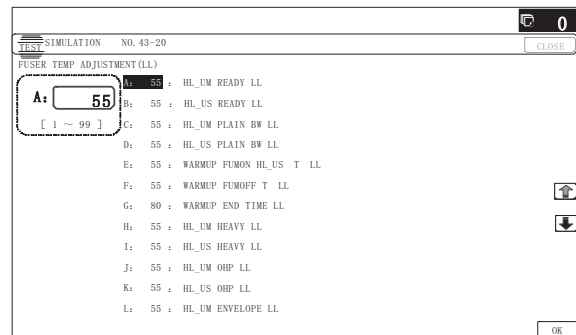 0
TEST SIMULATION NO. 43-20
CLOSE
FUSER TEMP ADJUSTMENT(LL)
A: 55
[ 1 ～ 99 ]
A: 55 : HL_UM READY LL
B: 55 : HL_US READY LL
C: 55 : HL_UM PLAIN BW LL
D: 55 : HL_US PLAIN BW LL
E: 55 : WARMUP FUMON HL_US T LL
F: 55 : WARMUP FUMOFF T LL
G: 80 : WARMUP END TIME LL
H: 55 : HL_UM HEAVY LL
I: 55 : HL_US HEAVY LL
J: 55 : HL_UM OHP LL
K: 55 : HL_US OHP LL
L: 55 : HL_UM ENVELOPE LL
OK